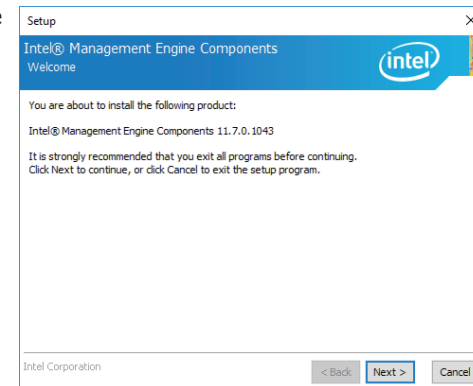 e
Setup
Intel® Management Engine Components
Welcome
intel
You are about to install the following product:
Intel® Management Engine Components 11.7.0.1043
It is strongly recommended that you exit all programs before continuing.
Click Next to continue, or click Cancel to exit the setup program.
Intel Corporation
< Back Next > Cancel